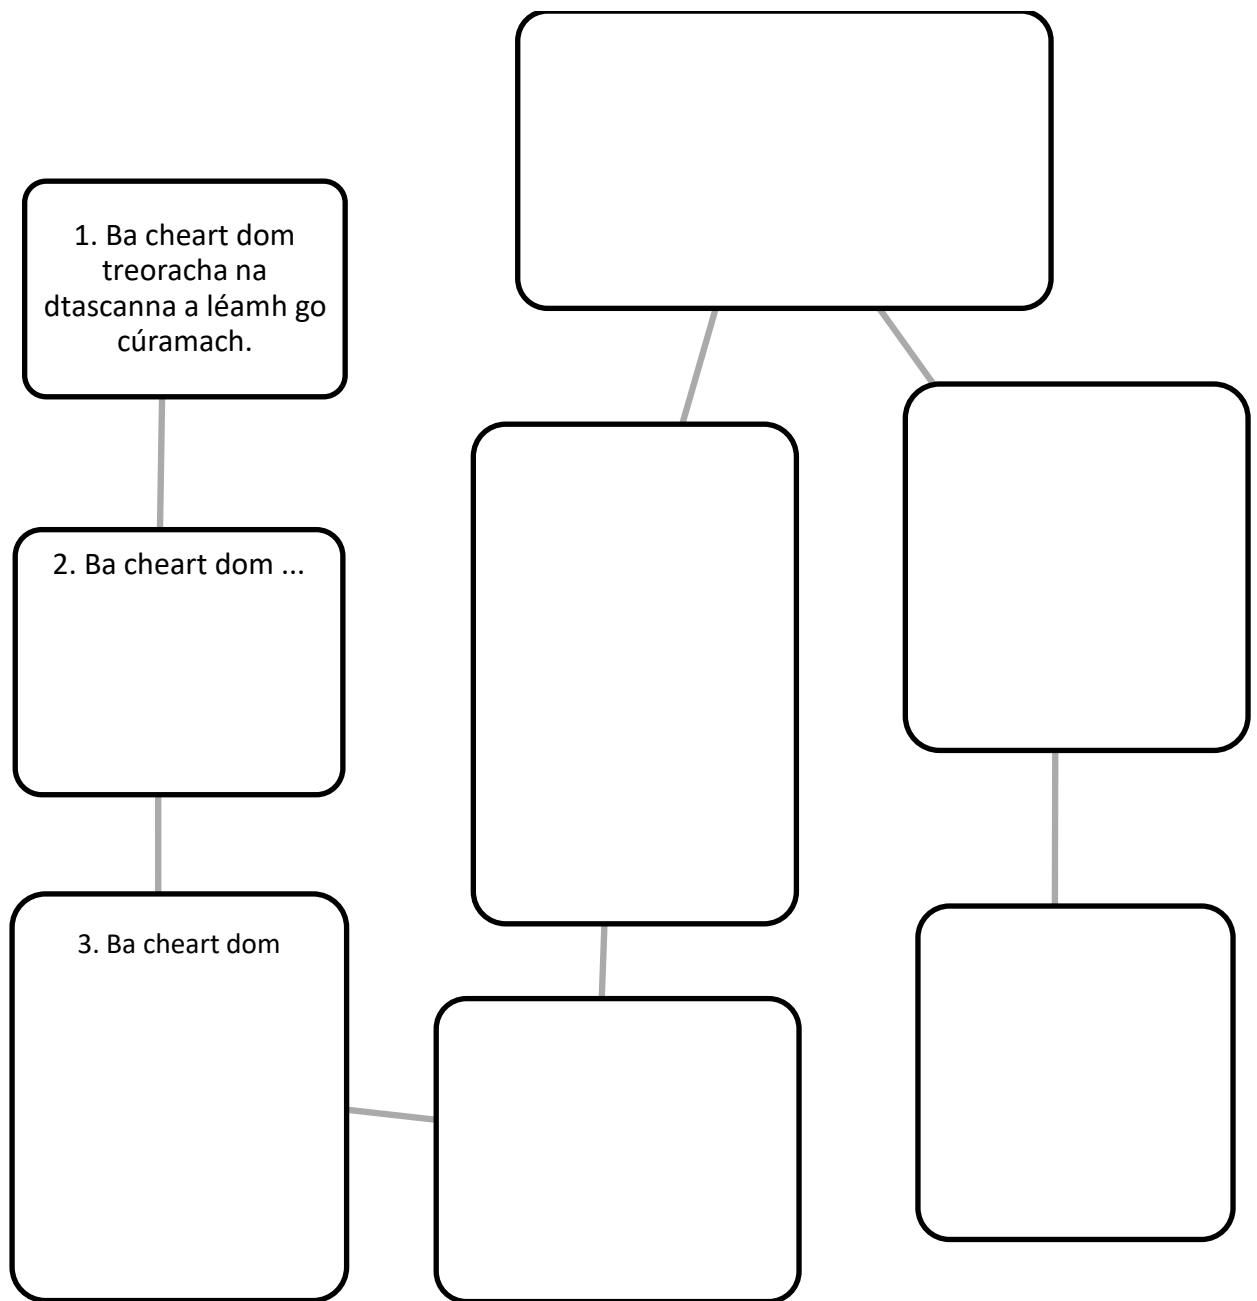 1. Ba cheart dom
treoracha na
dtascanna a léamh go
cúramach.
2. Ba cheart dom ...
3. Ba cheart dom